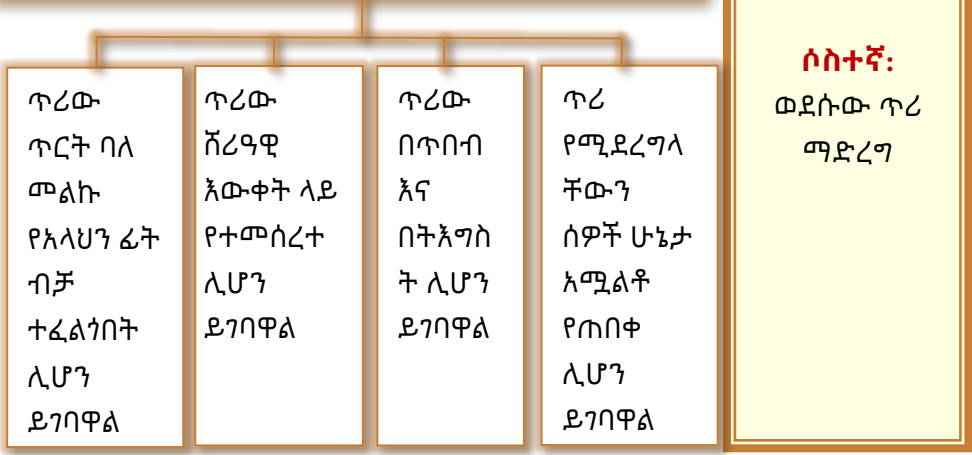 ጥሪው
ጥርት ባለ
መልኩ
የአላህን ፊት
ብቻ
ተፈልጎበት
ሊሆን
ይገባዋል
ጥሪው
ሸሪዓዊ
እውቀት ላይ
የተመሰረተ
ሊሆን
ይገባዋል
ጥሪው
በጥበብ
እና
በትእግስ
ት ሊሆን
ይገባዋል
ጥሪ
የሚደረግላ
ቸውን
ሰዎች ሁኔታ
አሟልቶ
የጠበቀ
ሊሆን
ይገባዋል
ሶስተኛ:
ወደሱው ጥሪ
ማድረግ